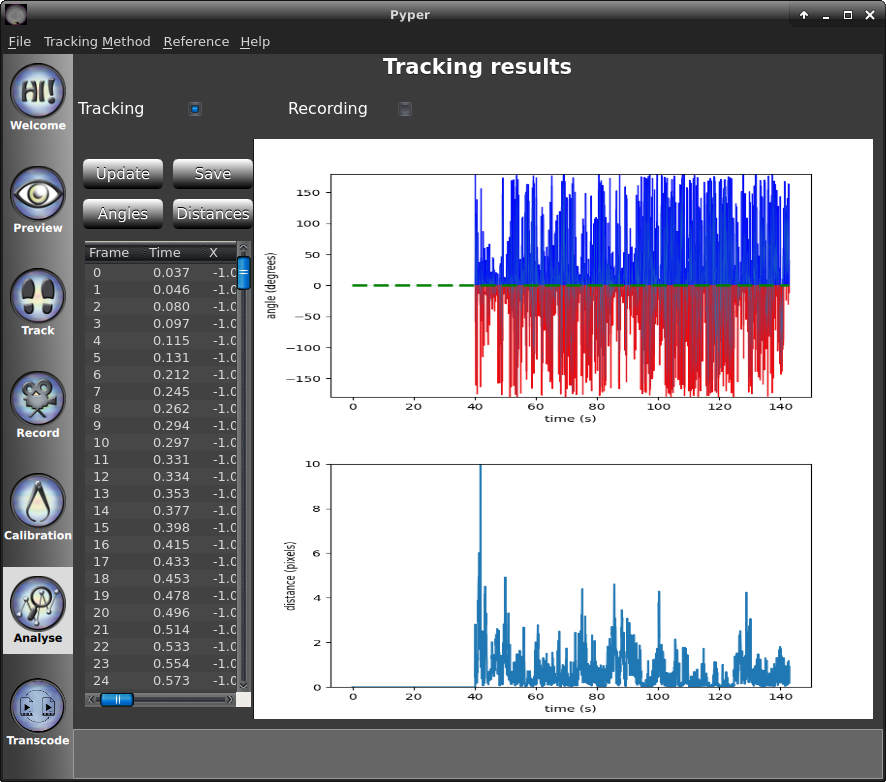 Pyper
File Tracking Method Reference Help
HI!
Welcome
Preview
Track
Record
Calibration
Analyse
Transcode
Tracking results
Tracking Recording
Update Save
Angles Distances
Frame Time X
0 0.037 -1.0
1 0.046 -1.0
2 0.080 -1.0
3 0.097 -1.0
4 0.115 -1.0
5 0.131 -1.0
6 0.212 -1.0
7 0.245 -1.0
8 0.262 -1.0
9 0.294 -1.0
10 0.297 -1.0
11 0.331 -1.0
12 0.334 -1.0
13 0.353 -1.0
14 0.377 -1.0
15 0.398 -1.0
16 0.415 -1.0
17 0.433 -1.0
18 0.453 -1.0
19 0.478 -1.0
20 0.496 -1.0
21 0.514 -1.0
22 0.533 -1.0
23 0.554 -1.0
24 0.573 -1.0
angle (degrees)
150
100
50
0
−50
−100
−150
0 20 40 60 80 100 120 140
time (s)
distance (pixels)
10
8
6
4
2
0
0 20 40 60 80 100 120 140
time (s)